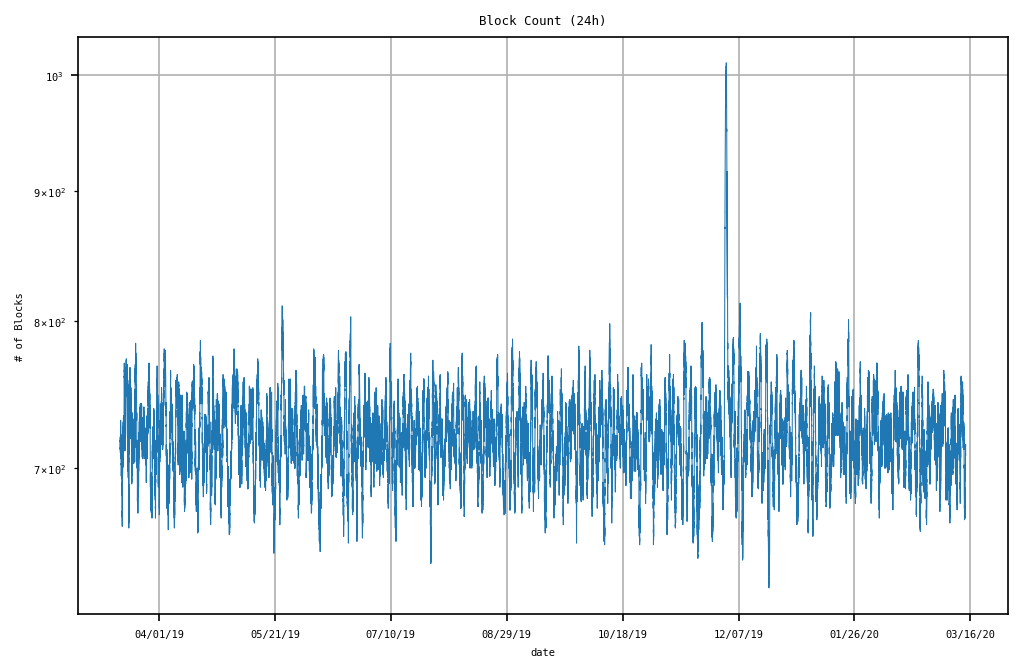 Block Count (24h)
10³
9×10²
8×10²
7×10²
# of Blocks
04/01/19 05/21/19 07/10/19 08/29/19 10/18/19 12/07/19 01/26/20 03/16/20
date